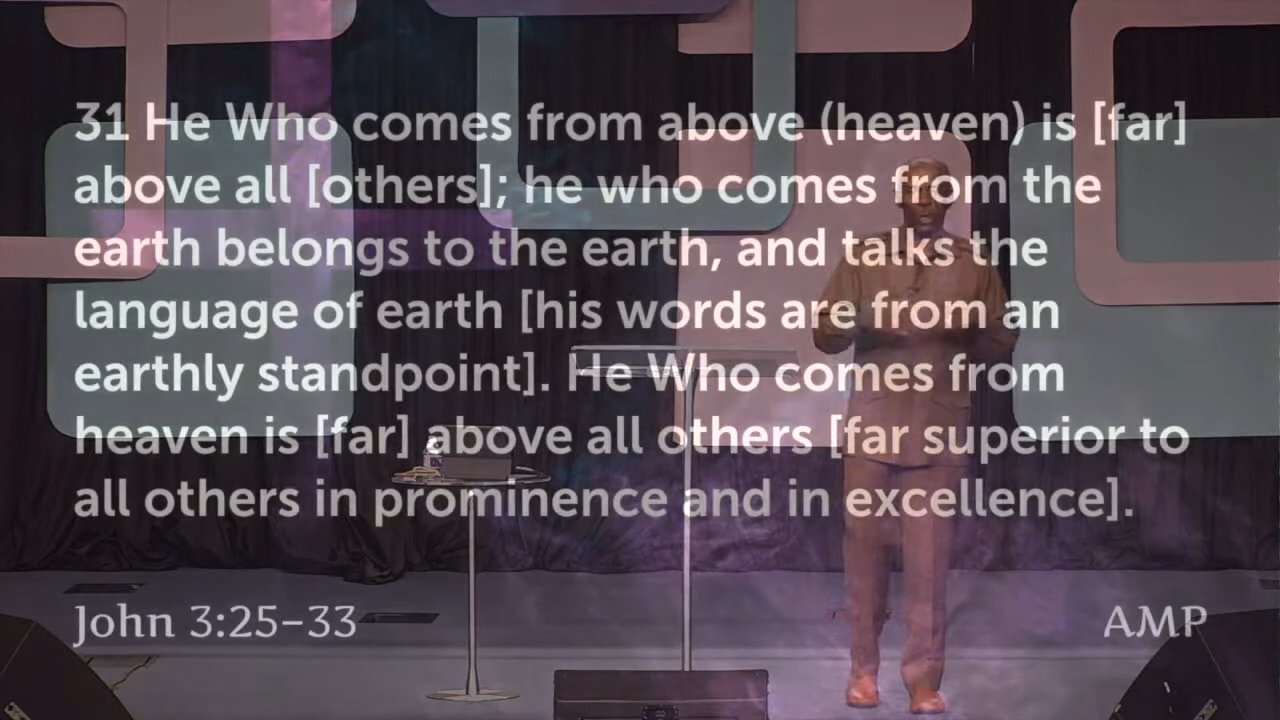 31 He Who comes from above (heaven) is [far]
above all [others]; he who comes from the
earth belongs to the earth, and talks the
language of earth [his words are from an
earthly standpoint]. He Who comes from
heaven is [far] above all others [far superior to
all others in prominence and in excellence].
John 3:25–33
AMP